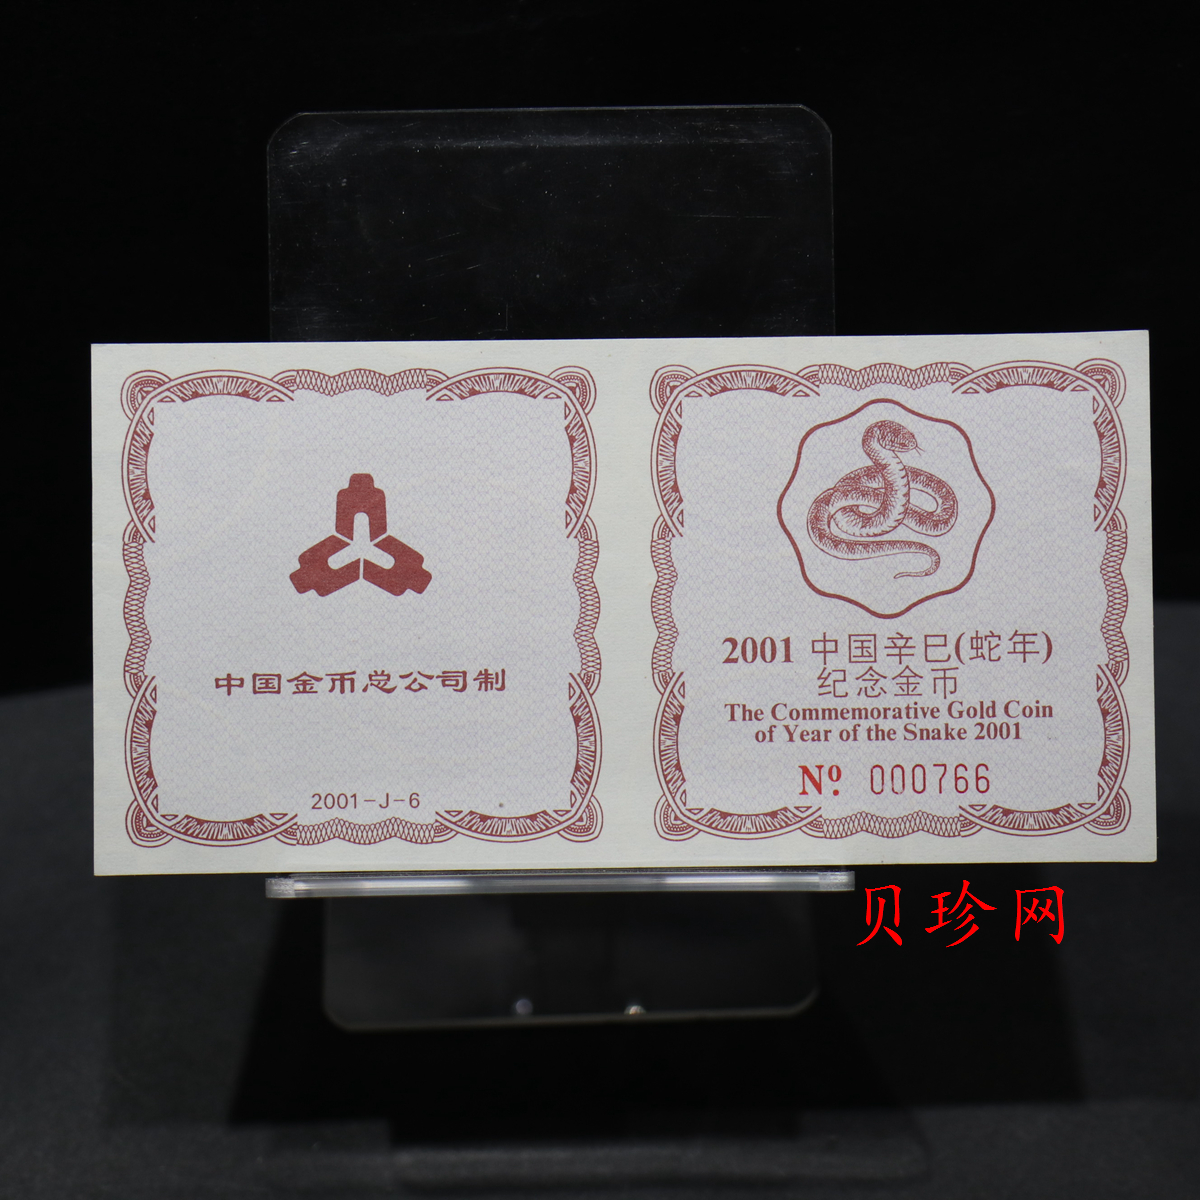 中国金币总公司制
2001-J-6
2001 中国辛巳(蛇年)
纪念金币
The Commemorative Gold Coin
of Year of the Snake 2001
Nº 000766
贝珍网